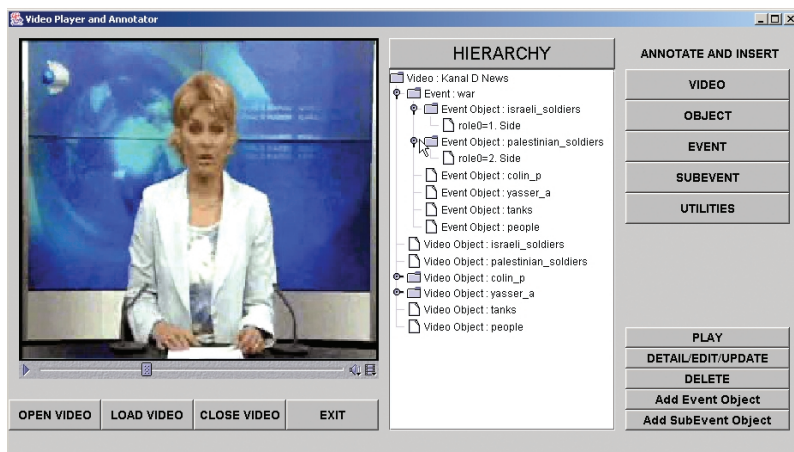 Video Player and Annotator
HIERARCHY
Video : Kanal D News
Event : war
Event Object : israeli_soldiers
role0=1. Side
Event Object : palestinian_soldiers
role0=2. Side
Event Object : colin_p
Event Object : yasser_a
Event Object : tanks
Event Object : people
Video Object : israeli_soldiers
Video Object : palestinian_soldiers
Video Object : colin_p
Video Object : yasser_a
Video Object : tanks
Video Object : people
ANNOTATE AND INSERT
VIDEO
OBJECT
EVENT
SUBEVENT
UTILITIES
PLAY
DETAIL/EDIT/UPDATE
DELETE
Add Event Object
Add SubEvent Object
OPEN VIDEO
LOAD VIDEO
CLOSE VIDEO
EXIT